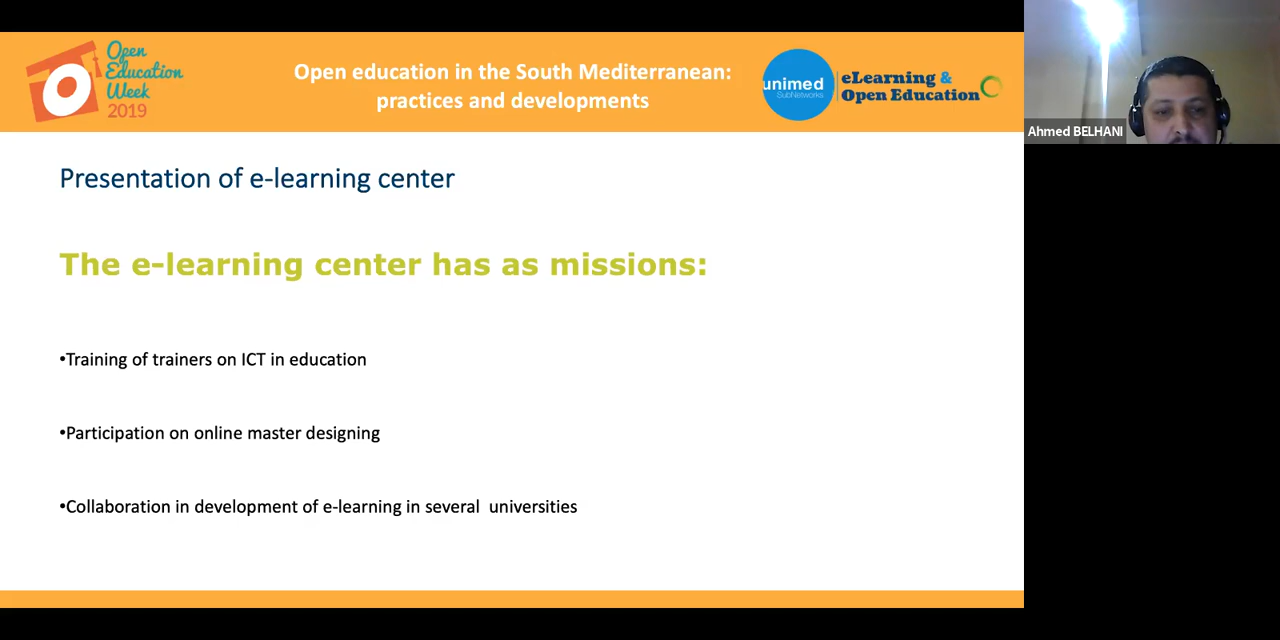 Open
Education
Week
2019
Open education in the South Mediterranean:
practices and developments
unimed
SubNetworks
eLearning &
Open Education
Ahmed BELHANI
Presentation of e-learning center
The e-learning center has as missions:
•Training of trainers on ICT in education
•Participation on online master designing
•Collaboration in development of e-learning in several  universities